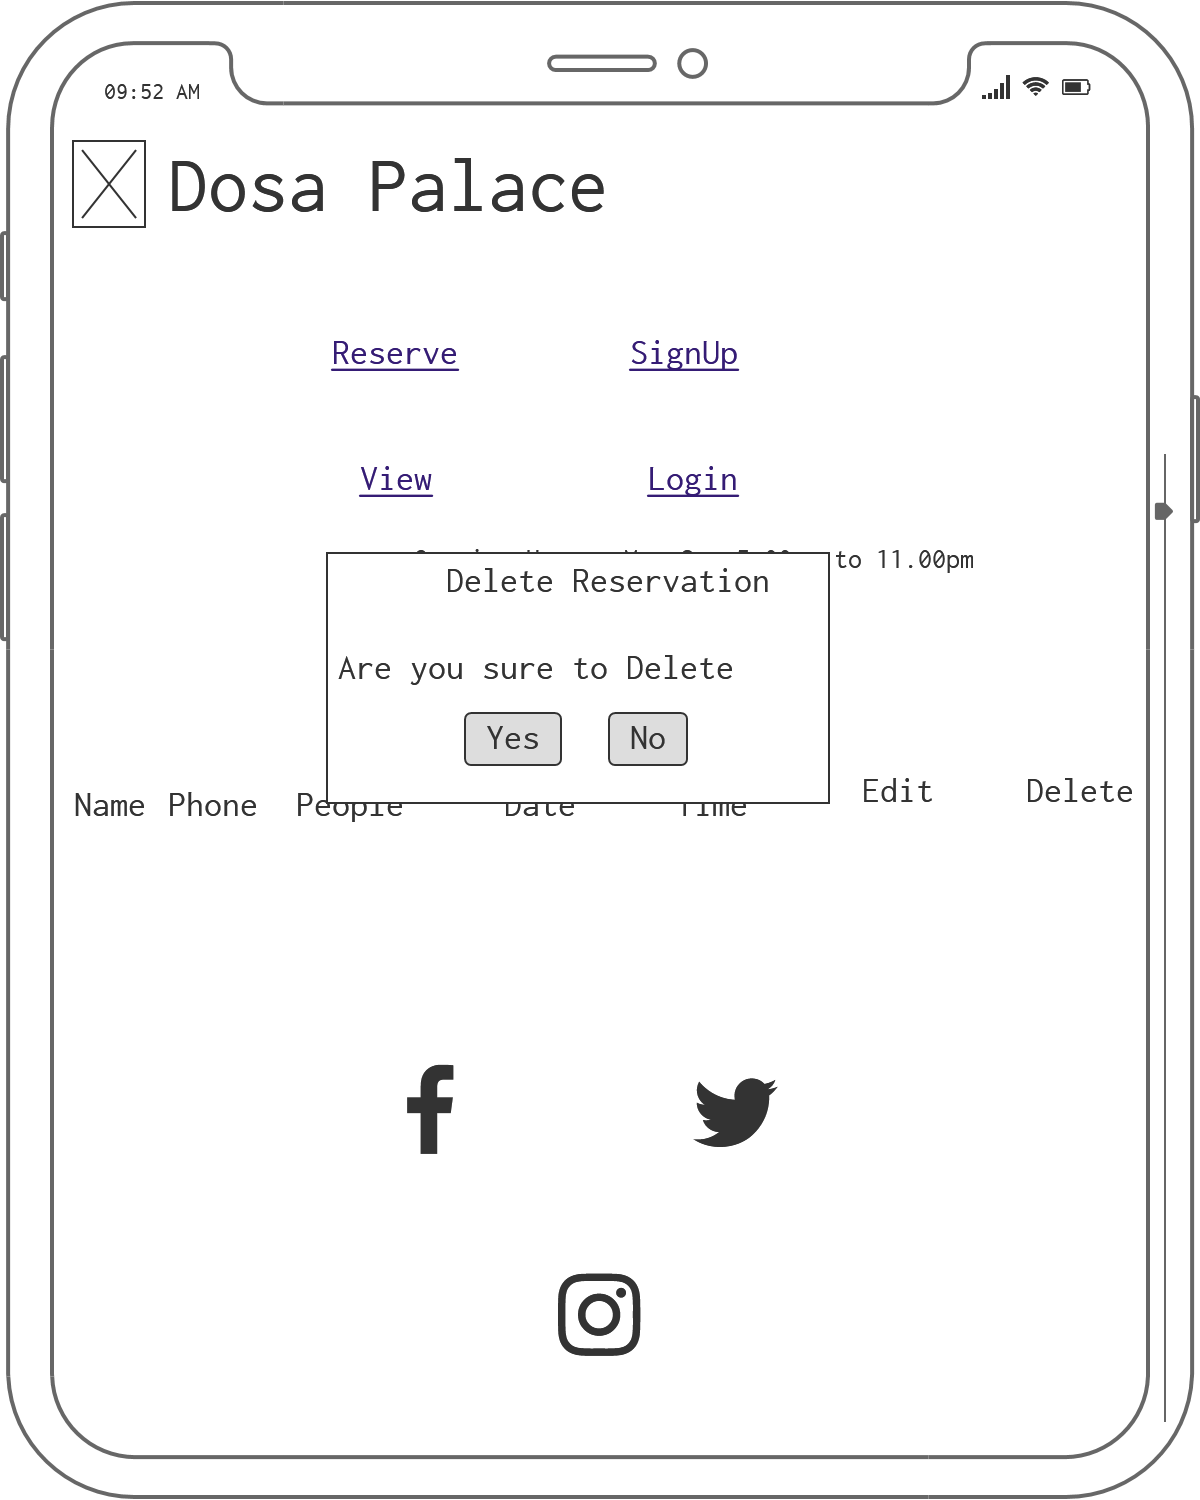 09:52 AM
Dosa Palace
Reserve SignUp
View Login
to 11.00pm
Delete Reservation
Are you sure to Delete
Yes No
Edit Delete
Name Phone People Date Time